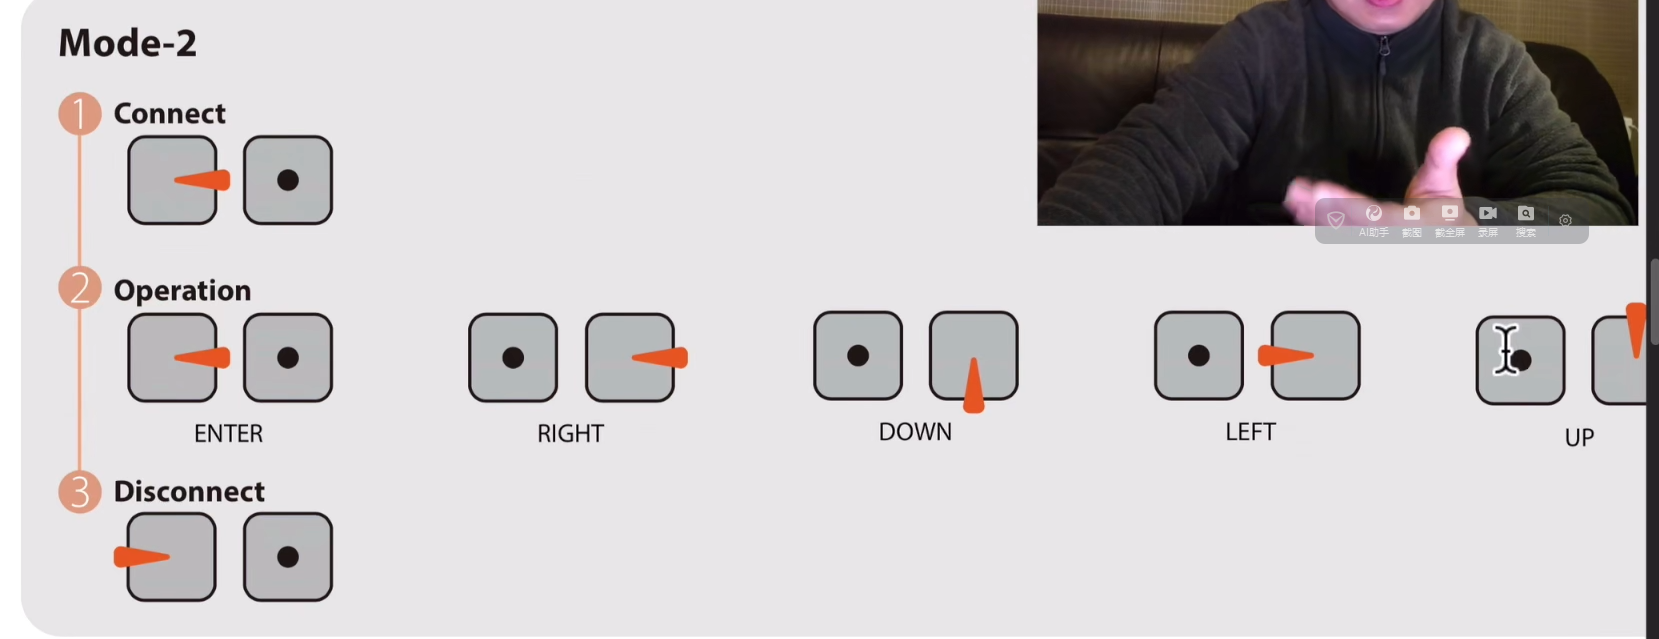 Mode-2
1 Connect
2 Operation
ENTER RIGHT DOWN LEFT UP
3 Disconnect
AI助手 截图 截全屏 录屏 搜索